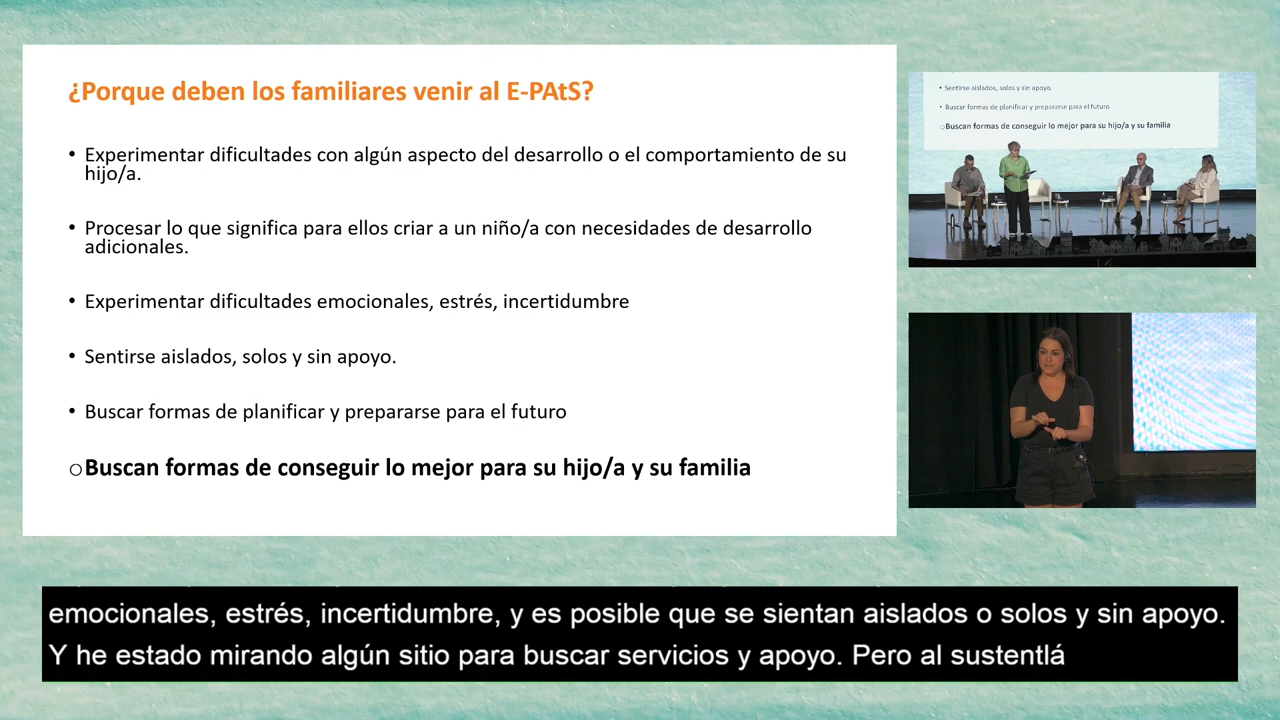 ¿Porque deben los familiares venir al E-PAtS?
• Experimentar dificultades con algún aspecto del desarrollo o el comportamiento de su
hijo/a.
• Procesar lo que significa para ellos criar a un niño/a con necesidades de desarrollo
adicionales.
• Experimentar dificultades emocionales, estrés, incertidumbre
• Sentirse aislados, solos y sin apoyo.
• Buscar formas de planificar y prepararse para el futuro
○Buscan formas de conseguir lo mejor para su hijo/a y su familia
• Sentirse aislados, solos y sin apoyo.
• Buscar formas de planificar y prepararse para el futuro
○Buscan formas de conseguir lo mejor para su hijo/a y su familia
emocionales, estrés, incertidumbre, y es posible que se sientan aislados o solos y sin apoyo.
Y he estado mirando algún sitio para buscar servicios y apoyo. Pero al sustentlá